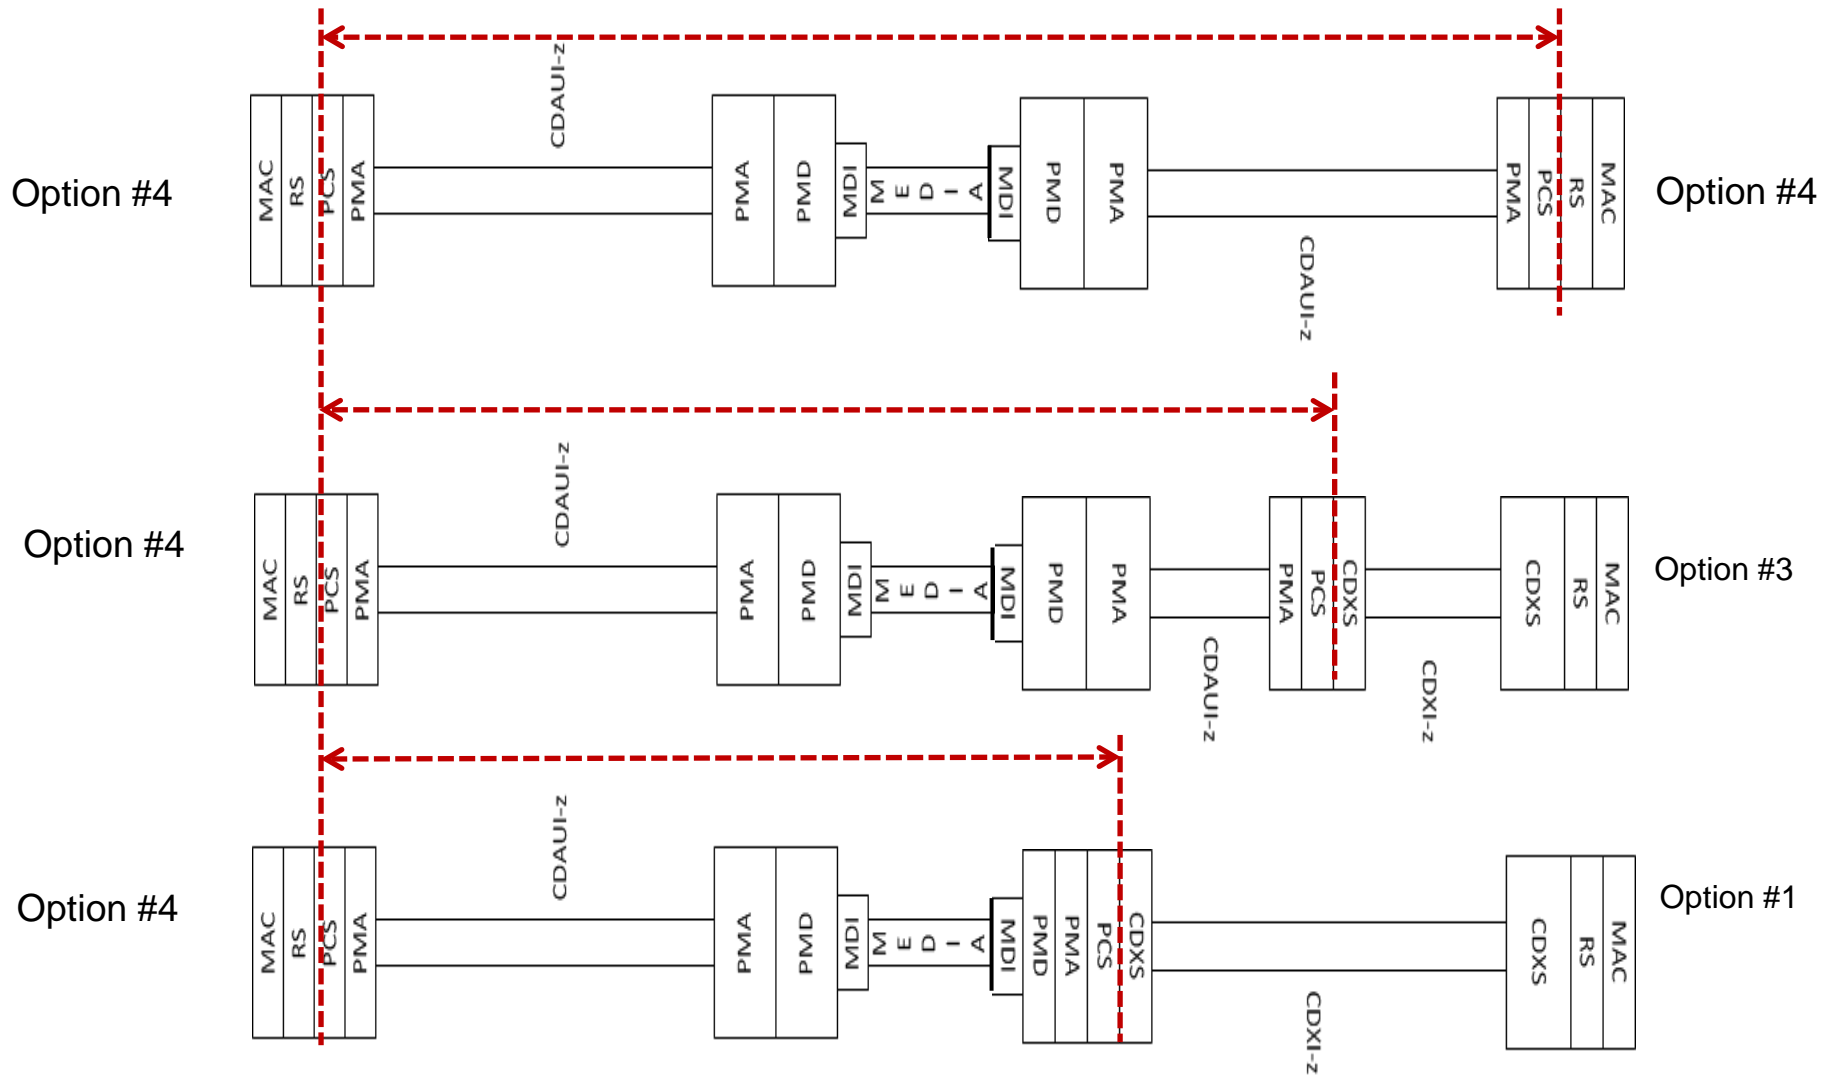 CDAUI-z
Option #4
MAC
RS
PCS
PMA
PMA
PMD
MDI
MEDIA
MDI
PMD
PMA
CDAUI-z
PMA
PCS
RS
MAC
Option #4
CDAUI-z
Option #4
MAC
RS
PCS
PMA
PMA
PMD
MDI
MEDIA
MDI
PMD
PMA
CDAUI-z
PMA
PCS
CDXS
CDXI-z
CDXS
RS
MAC
Option #3
CDAUI-z
Option #4
MAC
RS
PCS
PMA
PMA
PMD
MDI
MEDIA
MDI
PMD
PMA
PCS
CDXS
CDXI-z
CDXS
RS
MAC
Option #1